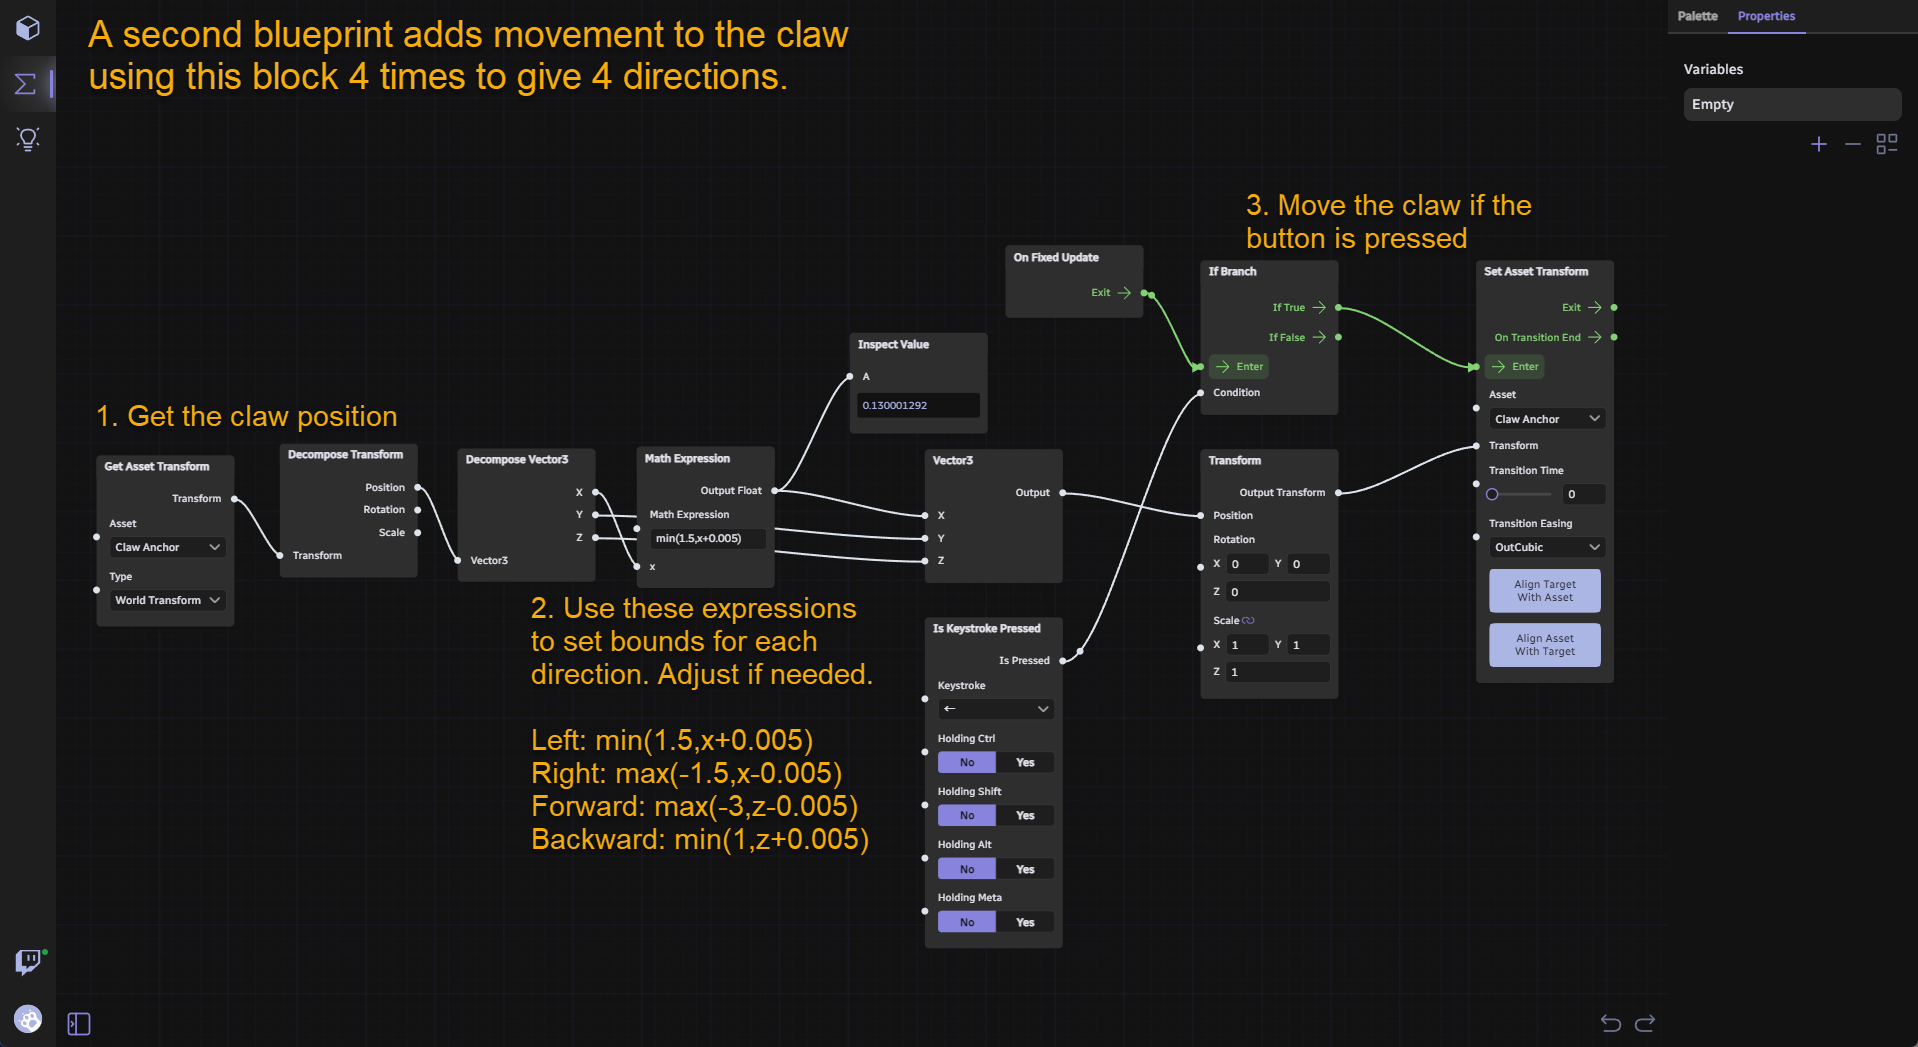 A second blueprint adds movement to the claw
using this block 4 times to give 4 directions.
Palette Properties
Variables
Empty
3. Move the claw if the
button is pressed
On Fixed Update
Exit
If Branch
If True
If False
Enter
Condition
Set Asset Transform
Exit
On Transition End
Enter
Asset
Claw Anchor
Transform
Transition Time
0
Transition Easing
OutCubic
Align Target
With Asset
Align Asset
With Target
Inspect Value
A
0.130001292
1. Get the claw position
Get Asset Transform
Transform
Asset
Claw Anchor
Type
World Transform
Decompose Transform
Position
Rotation
Scale
Transform
Decompose Vector3
X
Y
Z
Vector3
Math Expression
Output Float
Math Expression
min(1.5,x+0.005)
x
Vector3
Output
X
Y
Z
Transform
Output Transform
Position
Rotation
X 0 Y 0
Z 0
Scale
X 1 Y 1
Z 1
2. Use these expressions
to set bounds for each
direction. Adjust if needed.
Left: min(1.5,x+0.005)
Right: max(-1.5,x-0.005)
Forward: max(-3,z-0.005)
Backward: min(1,z+0.005)
Is Keystroke Pressed
Is Pressed
Keystroke
←
Holding Ctrl
No Yes
Holding Shift
No Yes
Holding Alt
No Yes
Holding Meta
No Yes